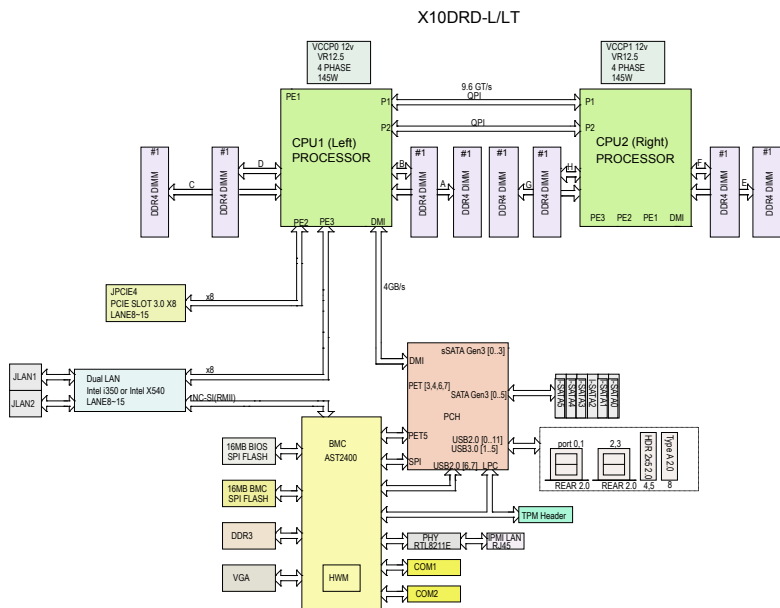 X10DRD-L/LT
VCCP0 12v
VR12.5
4 PHASE
145W
VCCP1 12v
VR12.5
4 PHASE
145W
PE1
P1
9.6 GT/s
QPI
P1
P2
QPI
P2
CPU1 (Left)
PROCESSOR
CPU2 (Right)
PROCESSOR
#1
DDR4 DIMM
C
#1
DDR4 DIMM
D
B
#1
DDR4 DIMM
A
#1
DDR4 DIMM
#1
DDR4 DIMM
G
#1
DDR4 DIMM
H
F
#1
DDR4 DIMM
E
#1
DDR4 DIMM
PE2
PE3
DMI
PE3
PE2
PE1
DMI
JPCIE4
PCIE SLOT 3.0 X8
LANE8~15
x8
4GB/s
sSATA Gen3 [0..3]
DMI
PET [3,4,6,7]
SATA Gen3 [0..5]
PCH
USB2.0 [0..11]
USB3.0 [1..5]
PET5
SPI
USB2.0 [6,7]
LPC
I-SATA5
I-SATA4
I-SATA3
I-SATA2
I-SATA1
I-SATA0
JLAN1
JLAN2
Dual LAN
Intel i350 or Intel X540
LANE8~15
x8
NC-SI(RMII)
port 0,1
REAR 2.0
2,3
REAR 2.0
HDR 2x5 2.0
4,5
Type A 2.0
8
BMC
AST2400
16MB BIOS
SPI FLASH
16MB BMC
SPI FLASH
DDR3
VGA
HWM
TPM Header
PHY
RTL8211E
IPMI LAN
RJ45
COM1
COM2